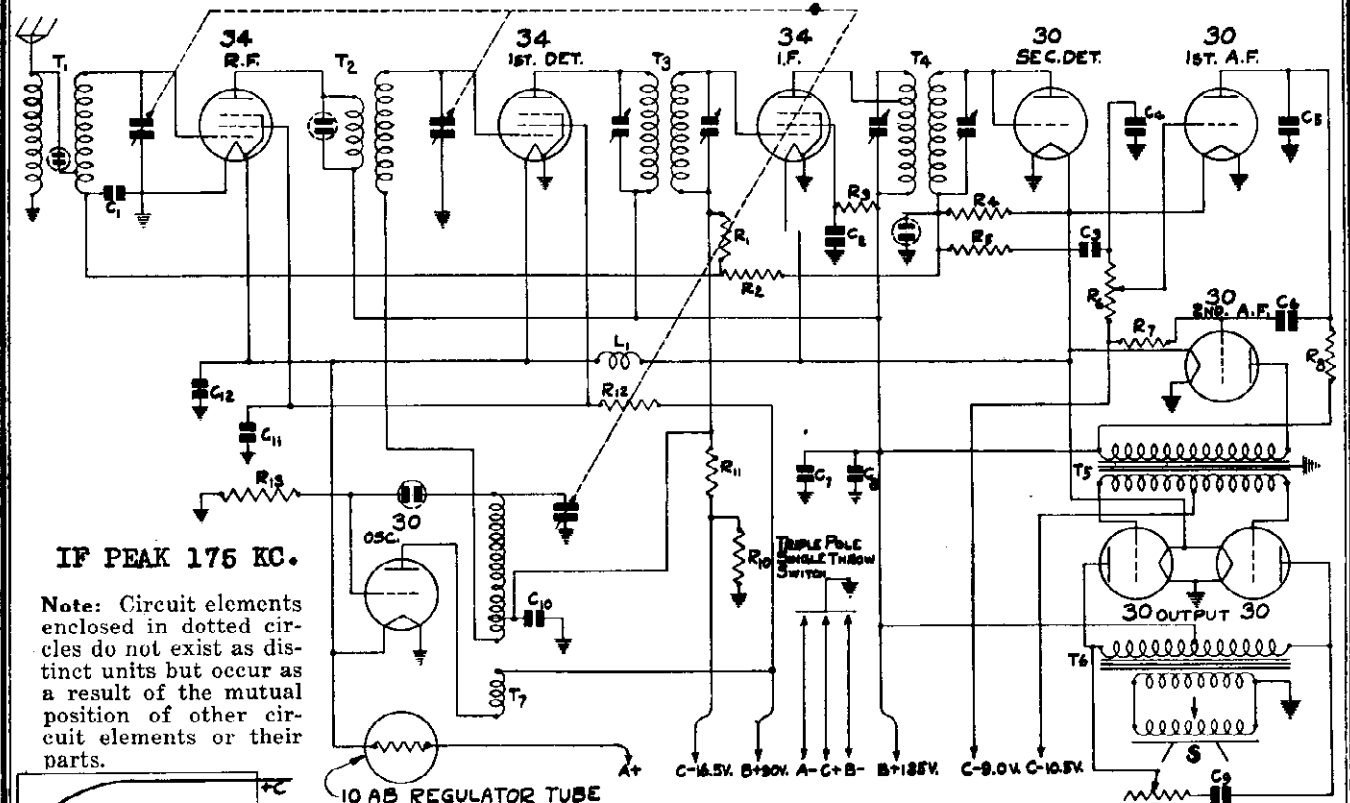 34
R.F.
34
1ST. DET.
34
I.F.
30
SEC. DET.
30
1ST. A.F.
T1
T2
T3
T4
C1
C4
C5
R3
C2
R4
R5
C3
R1
R2
R6
30
2ND. A.F.
C6
R7
R8
L1
C12
R12
C11
R13
R11
C7
C8
T5
30
OSC.
R10
TRIPLE POLE
SINGLE THROW
SWITCH
C10
30 OUTPUT 30
T6
T7
S
IF PEAK 175 KC.
Note: Circuit elements
enclosed in dotted cir-
cles do not exist as dis-
tinct units but occur as
a result of the mutual
position of other cir-
cuit elements or their
parts.
A+
C-16.5V. B+90V. A- C+ B- B+135V. C-9.0V. C-10.5V.
C9
+C
10 AB REGULATOR TUBE